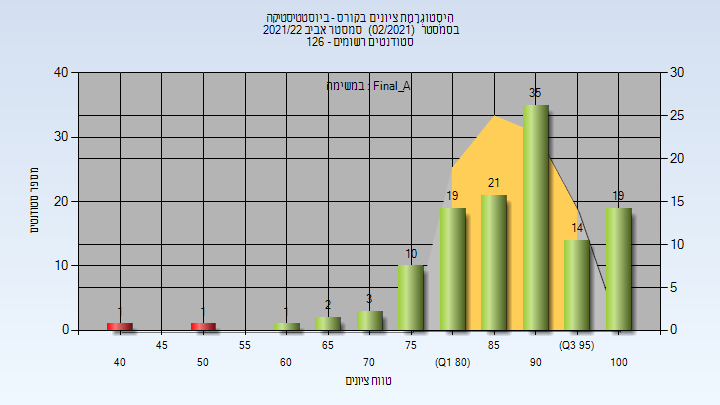 היסטוגרמת ציונים בקורס - ביוסטטיסטיקה
בסמסטר (02/2021) סמסטר אביב 2021/22
סטודנטים רשומים - 126
במשימה : Final_A
40 30 20 10 0
מספר סטודנטים
30 25 20 15 10 5 0
1 1 1 2 3 10 19 21 35 14 19
45 55 65 75 85 (Q3 95)
40 50 60 70 (Q1 80) 90 100
טווח ציונים